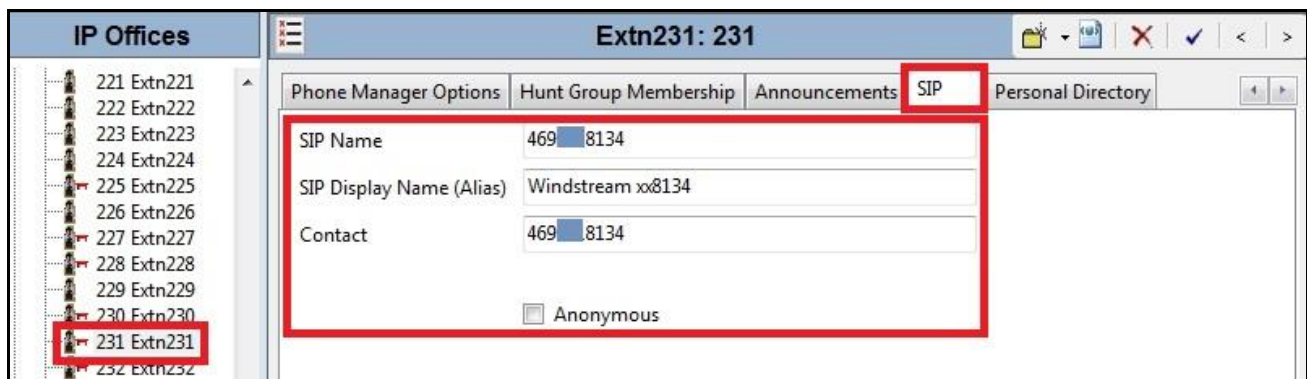 IP Offices
221 Extn221
222 Extn222
223 Extn223
224 Extn224
225 Extn225
226 Extn226
227 Extn227
228 Extn228
229 Extn229
230 Extn230
231 Extn231
232 Extn232
Extn231: 231
Phone Manager Options Hunt Group Membership Announcements SIP Personal Directory
SIP Name 469 8134
SIP Display Name (Alias) Windstream xx8134
Contact 469 8134
Anonymous